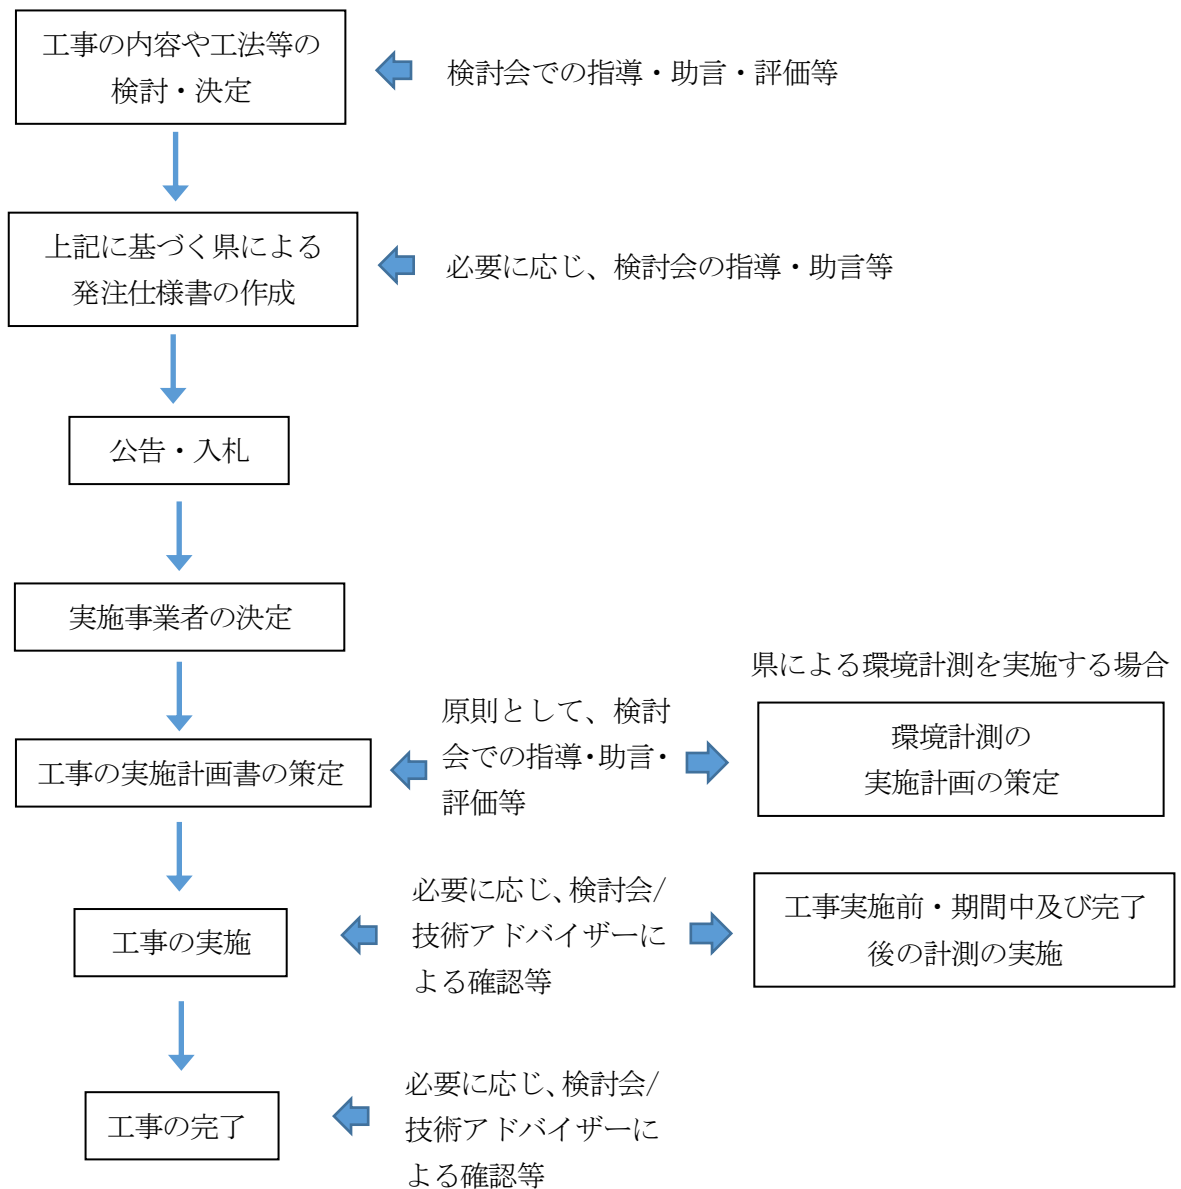 工事の内容や工法等の
検討・決定
検討会での指導・助言・評価等
上記に基づく県による
発注仕様書の作成
必要に応じ、検討会の指導・助言等
公告・入札
実施事業者の決定
県による環境計測を実施する場合
工事の実施計画書の策定
原則として、検討
会での指導・助言・
評価等
環境計測の
実施計画の策定
工事の実施
必要に応じ、検討会/
技術アドバイザーに
よる確認等
工事実施前・期間中及び完了
後の計測の実施
工事の完了
必要に応じ、検討会/
技術アドバイザーに
よる確認等